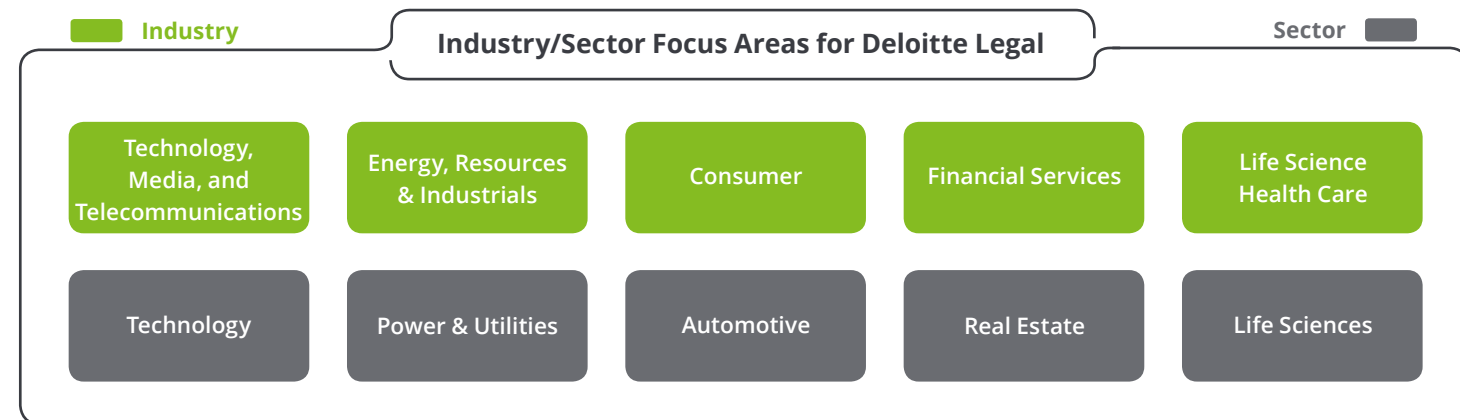 Industry
Industry/Sector Focus Areas for Deloitte Legal
Sector
Technology,
Media, and
Telecommunications
Energy, Resources
& Industrials
Consumer
Financial Services
Life Science
Health Care
Technology
Power & Utilities
Automotive
Real Estate
Life Sciences